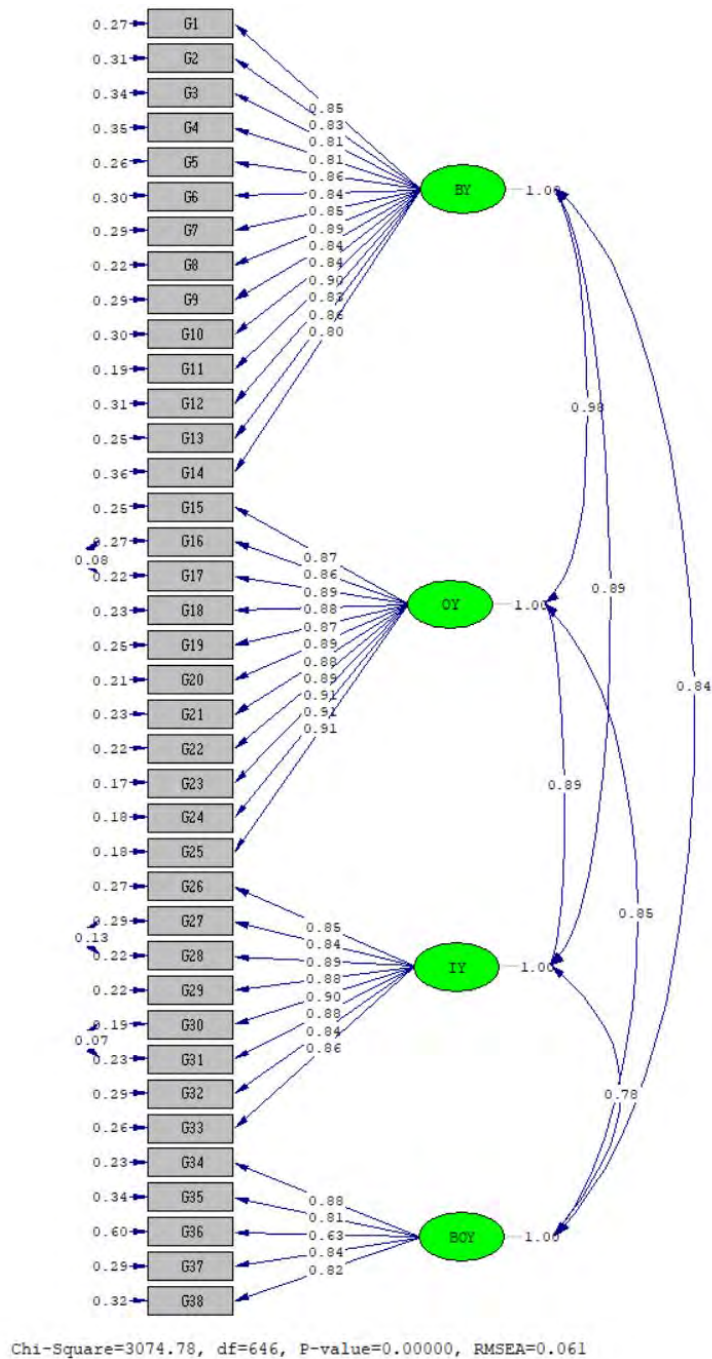 0.27 G1
0.31 G2
0.34 G3
0.35 G4
0.26 G5
0.30 G6
0.29 G7
0.22 G8
0.29 G9
0.30 G10
0.19 G11
0.31 G12
0.25 G13
0.36 G14
0.25 G15
0.27 G16
0.08
0.22 G17
0.23 G18
0.25 G19
0.21 G20
0.23 G21
0.22 G22
0.17 G23
0.18 G24
0.18 G25
0.27 G26
0.29 G27
0.13
0.22 G28
0.22 G29
0.19 G30
0.07
0.23 G31
0.29 G32
0.26 G33
0.23 G34
0.34 G35
0.60 G36
0.29 G37
0.32 G38
0.85
0.83
0.81
0.81
0.86
0.84
0.85
0.89
0.84
0.84
0.90
0.83
0.86
0.80
0.87
0.86
0.89
0.88
0.87
0.89
0.88
0.89
0.91
0.91
0.91
0.85
0.84
0.89
0.88
0.90
0.88
0.84
0.86
0.88
0.81
0.63
0.84
0.82
BY 1.00
OY 1.00
IY 1.00
BOY 1.00
0.98
0.89
0.84
0.89
0.85
0.78
Chi-Square=3074.78, df=646, P-value=0.00000, RMSEA=0.061